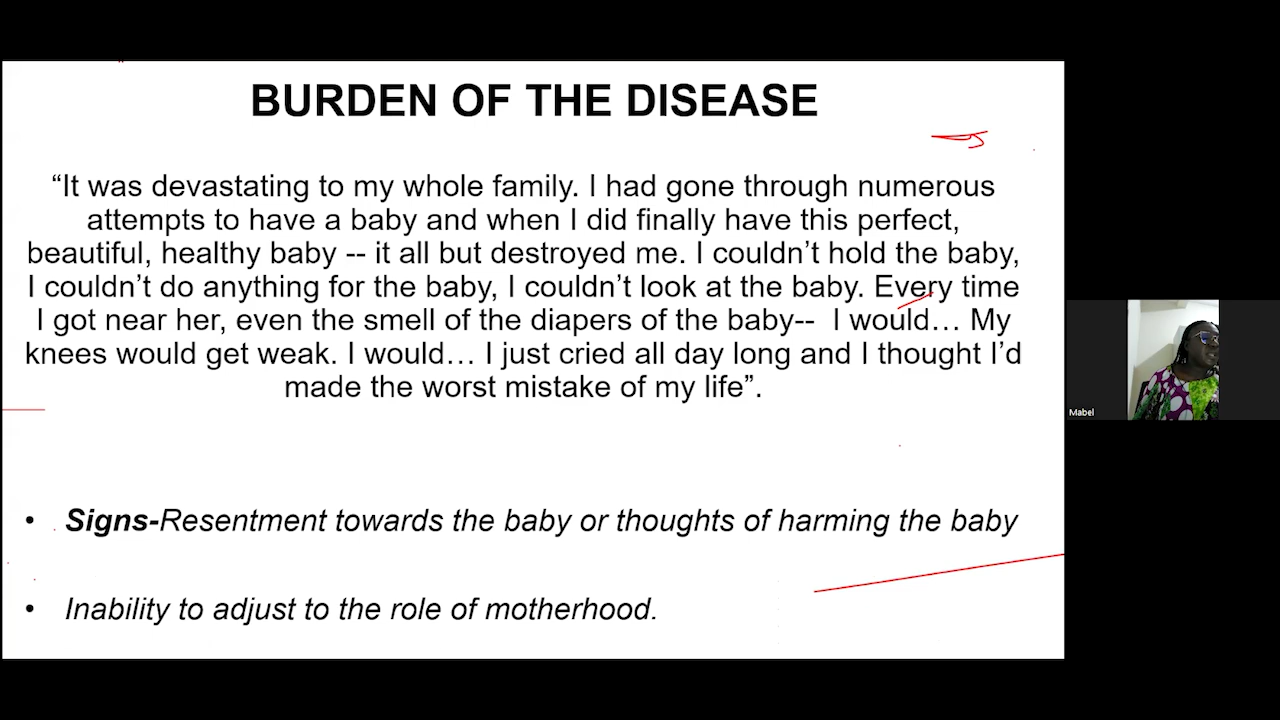 BURDEN OF THE DISEASE
“It was devastating to my whole family. I had gone through numerous
attempts to have a baby and when I did finally have this perfect,
beautiful, healthy baby -- it all but destroyed me. I couldn’t hold the baby,
I couldn’t do anything for the baby, I couldn’t look at the baby. Every time
I got near her, even the smell of the diapers of the baby-- I would… My
knees would get weak. I would… I just cried all day long and I thought I’d
made the worst mistake of my life”.
• Signs-Resentment towards the baby or thoughts of harming the baby
• Inability to adjust to the role of motherhood.
Mabel